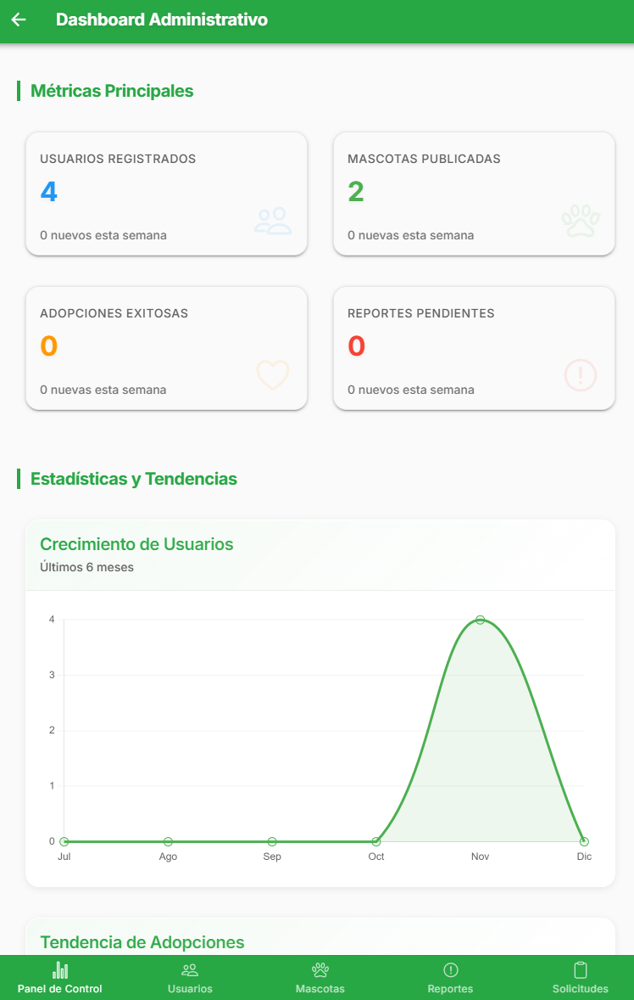 Dashboard Administrativo
Métricas Principales
USUARIOS REGISTRADOS
4
0 nuevos esta semana
MASCOTAS PUBLICADAS
2
0 nuevas esta semana
ADOPCIONES EXITOSAS
0
0 nuevas esta semana
REPORTES PENDIENTES
0
0 nuevos esta semana
Estadísticas y Tendencias
Crecimiento de Usuarios
Últimos 6 meses
4
3
2
1
0
Jul Ago Sep Oct Nov Dic
Tendencia de Adopciones
Panel de Control Usuarios Mascotas Reportes Solicitudes